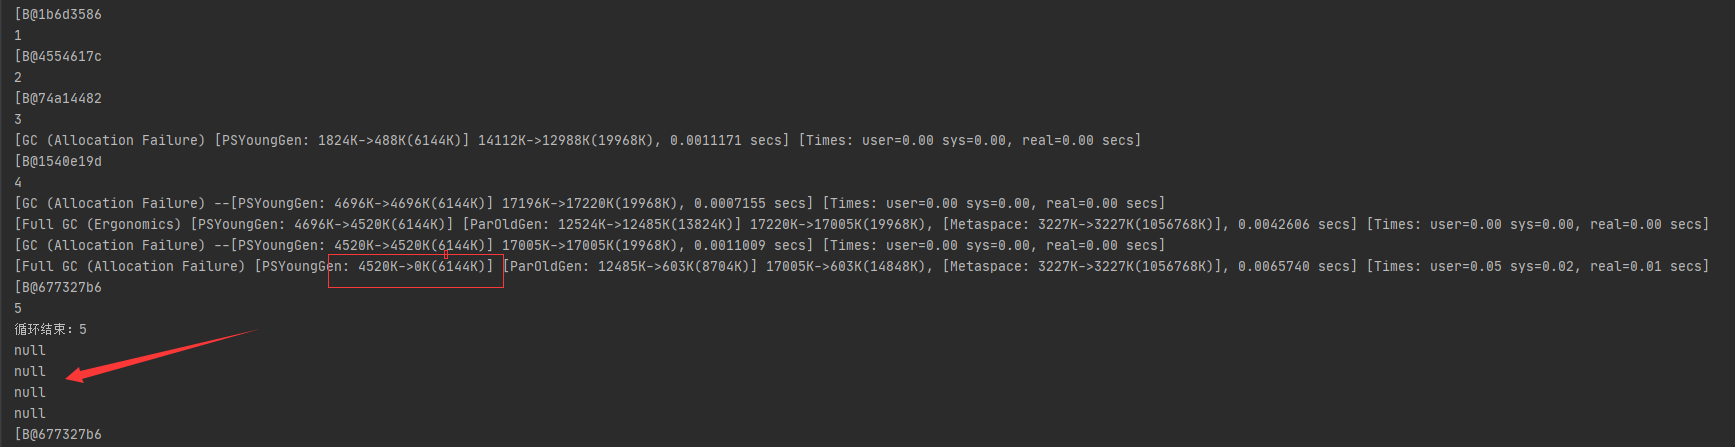 [B@1b6d3586
1
[B@4554617c
2
[B@74a14482
3
[GC (Allocation Failure) [PSYoungGen: 1824K->488K(6144K)] 14112K->12988K(19968K), 0.0011171 secs] [Times: user=0.00 sys=0.00, real=0.00 secs]
[B@1540e19d
4
[GC (Allocation Failure) --[PSYoungGen: 4696K->4696K(6144K)] 17196K->17220K(19968K), 0.0007155 secs] [Times: user=0.00 sys=0.00, real=0.00 secs]
[Full GC (Ergonomics) [PSYoungGen: 4696K->4520K(6144K)] [ParOldGen: 12524K->12485K(13824K)] 17220K->17005K(19968K), [Metaspace: 3227K->3227K(1056768K)], 0.0042606 secs] [Times: user=0.00 sys=0.00, real=0.00 secs]
[GC (Allocation Failure) --[PSYoungGen: 4520K->4520K(6144K)] 17005K->17005K(19968K), 0.0011009 secs] [Times: user=0.00 sys=0.00, real=0.00 secs]
[Full GC (Allocation Failure) [PSYoungGen: 4520K->0K(6144K)] [ParOldGen: 12485K->603K(8704K)] 17005K->603K(14848K), [Metaspace: 3227K->3227K(1056768K)], 0.0065740 secs] [Times: user=0.05 sys=0.02, real=0.01 secs]
[B@677327b6
5
循环结束：5
null
null
null
null
[B@677327b6